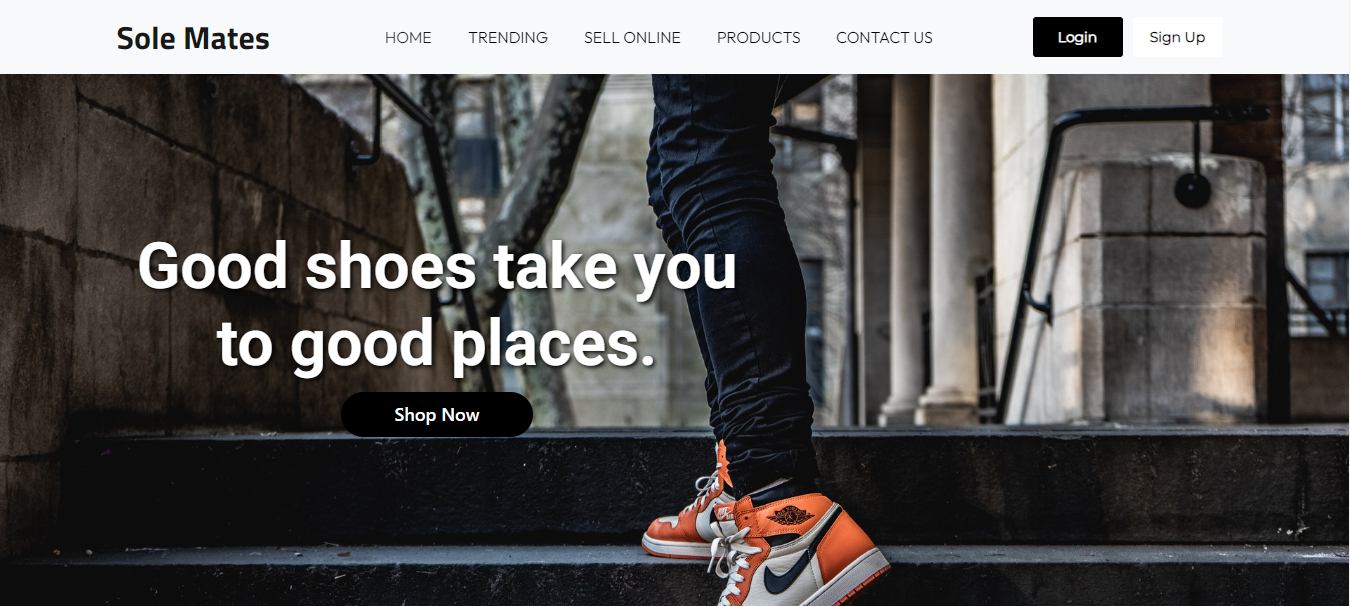 Sole Mates
HOME TRENDING SELL ONLINE PRODUCTS CONTACT US
Login Sign Up
Good shoes take you
to good places.
Shop Now